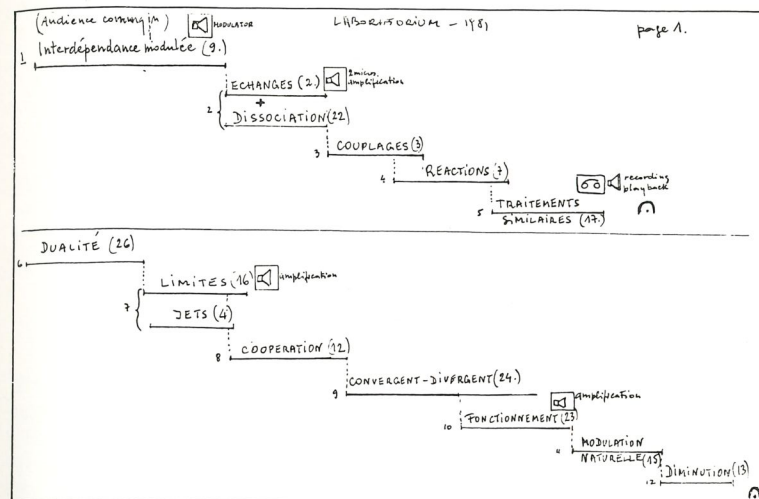 (Audience coming in) MODULATOR LABORATORIUM - 1981 page 1.
1 Interdépendance modulée (9.)
ECHANGES (2.) 2 micros. amplification
2 { +
DISSOCIATION (22)
3 COUPLAGES (3)
4 REACTIONS (7)
recording
playback
5 TRAITEMENTS
SIMILAIRES (17.)
DUALITÉ (26)
6
LIMITES (16) amplification
7 {
JETS (4)
8 COOPERATION (12)
CONVERGENT-DIVERGENT (24.)
9
amplification
10 FONCTIONNEMENT (23)
11 MODULATION
NATURELLE (15)
12 DIMINUTION (13)